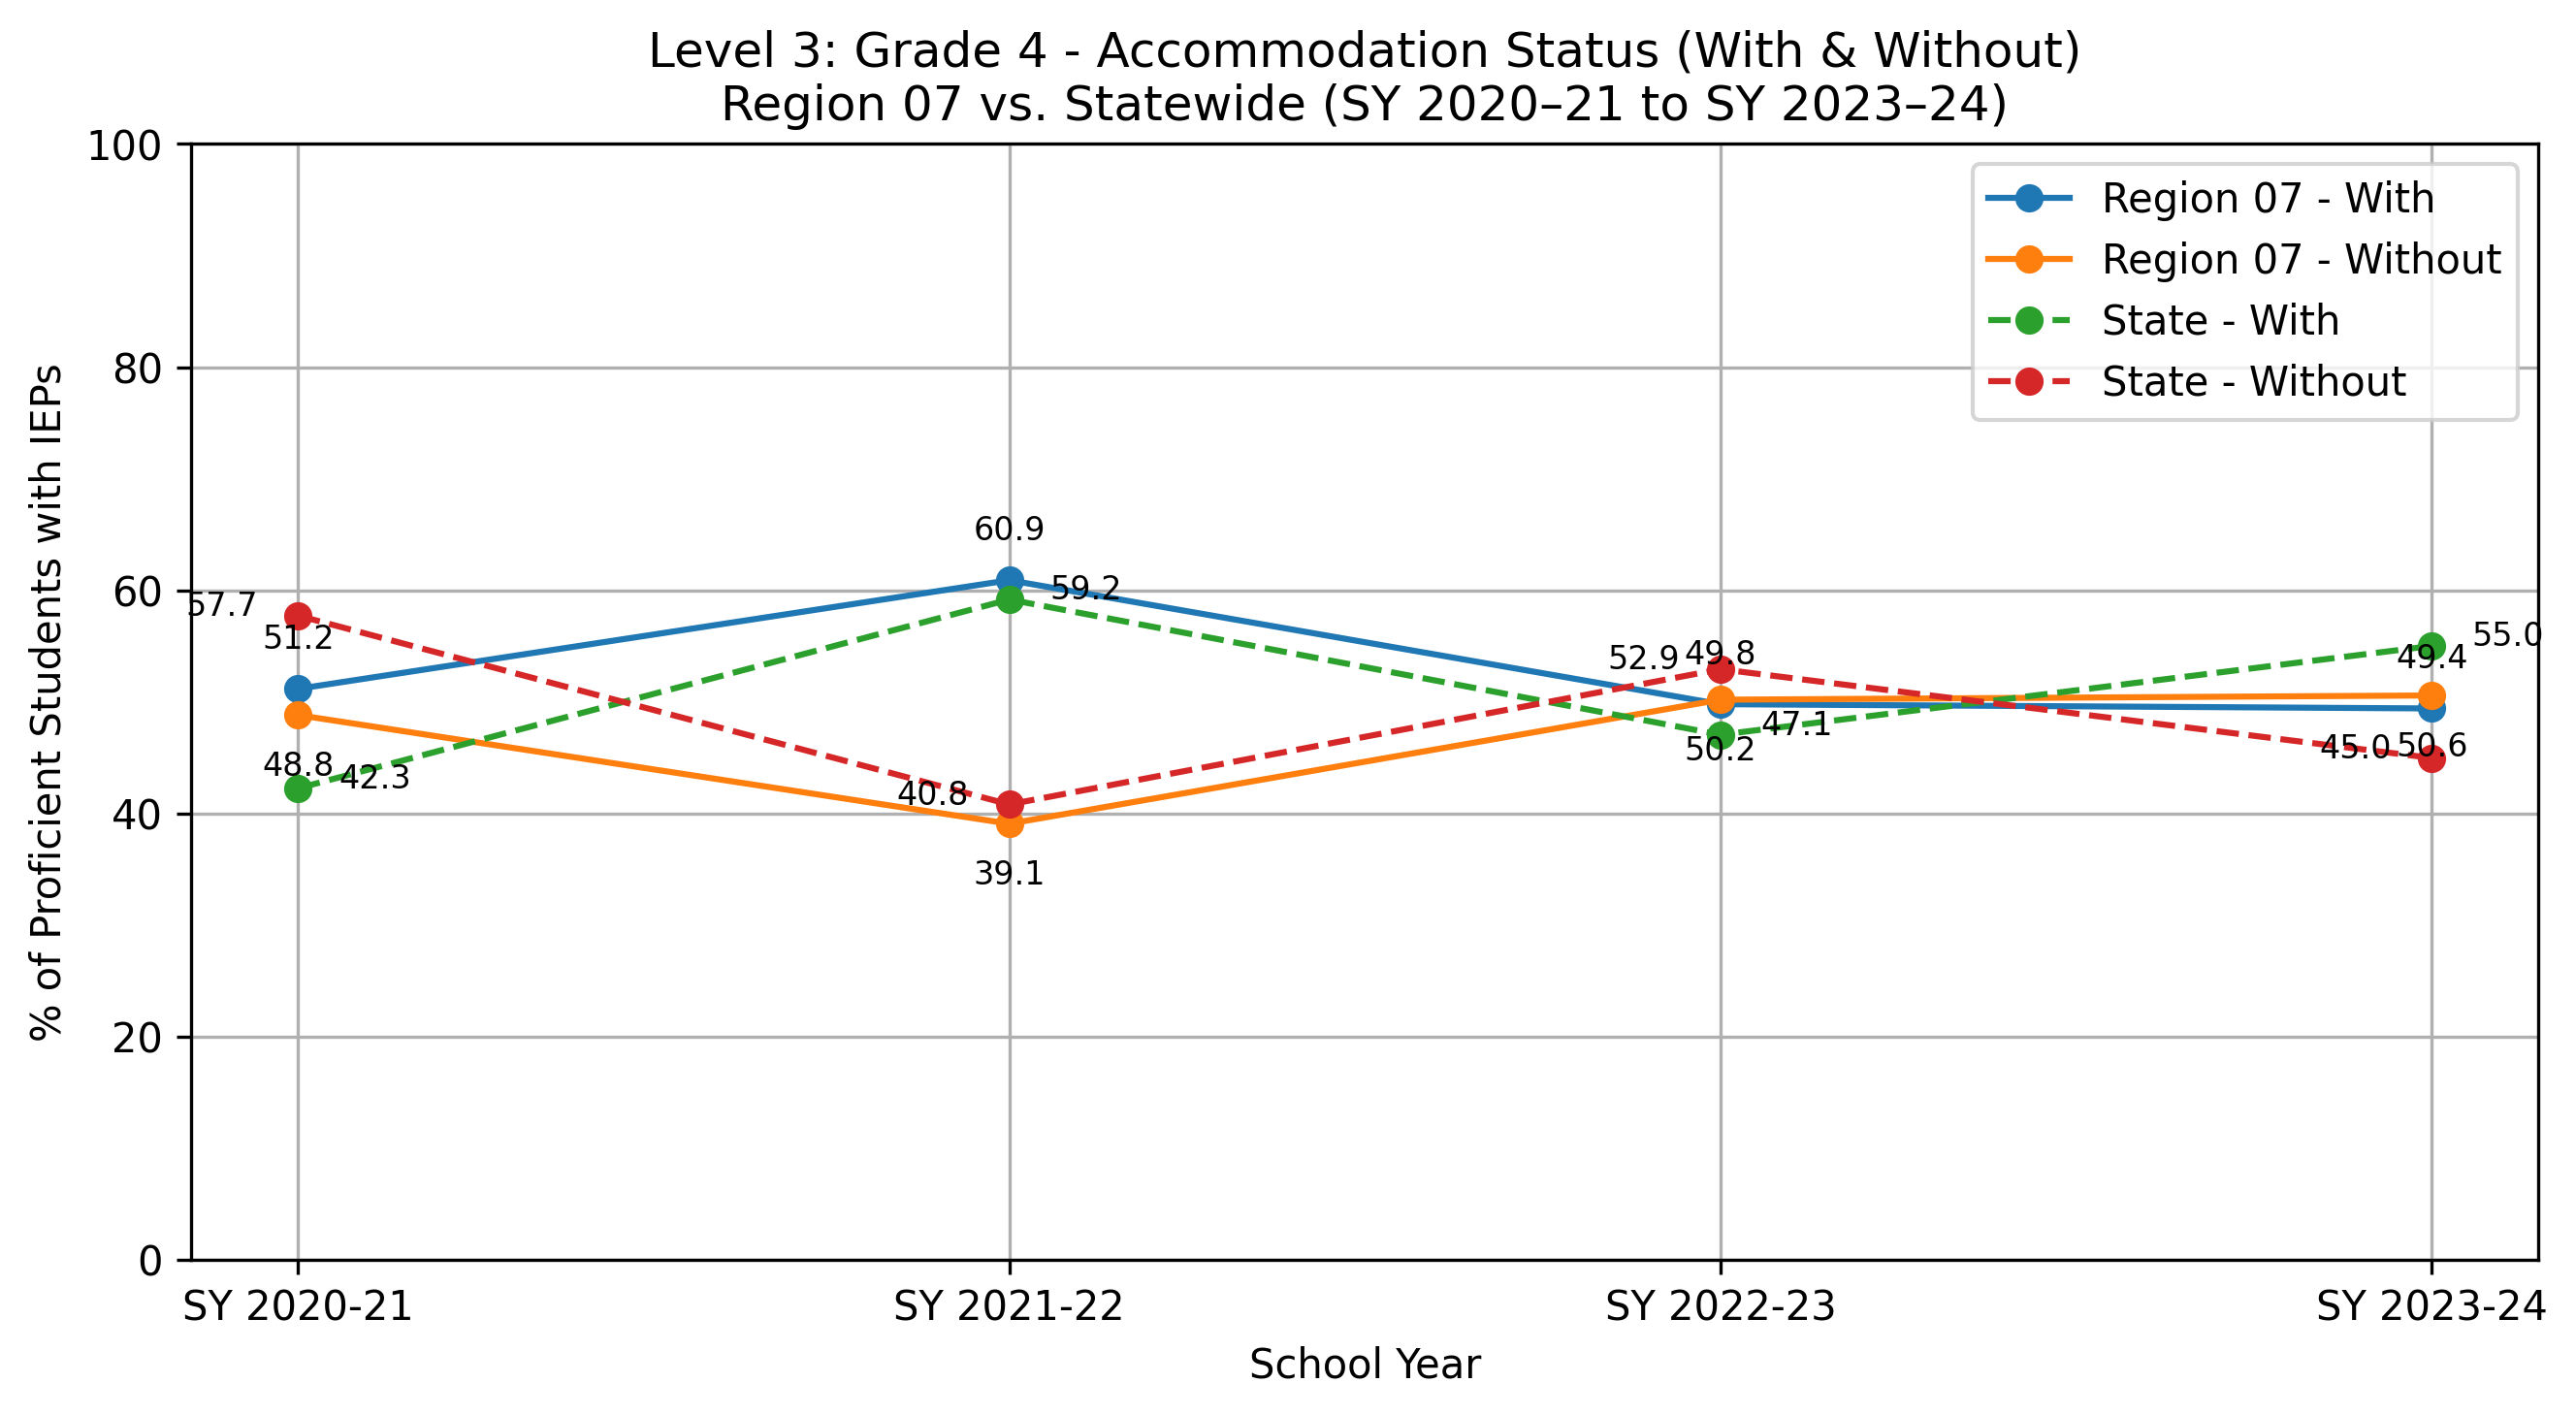 Level 3: Grade 4 - Accommodation Status (With & Without)
Region 07 vs. Statewide (SY 2020–21 to SY 2023–24)
% of Proficient Students with IEPs
100
80
60
40
20
0
Region 07 - With
Region 07 - Without
State - With
State - Without
57.7
51.2
48.8
42.3
60.9
59.2
40.8
39.1
52.9
49.8
47.1
50.2
55.0
49.4
45.0
50.6
SY 2020-21
SY 2021-22
SY 2022-23
SY 2023-24
School Year